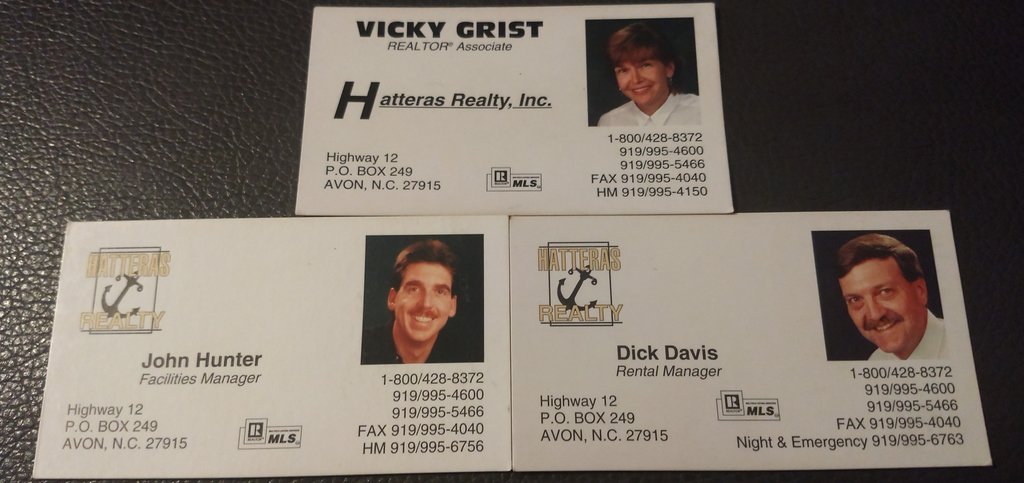 VICKY GRIST
REALTOR® Associate
Hatteras Realty, Inc.
1-800/428-8372
919/995-4600
919/995-5466
FAX 919/995-4040
HM 919/995-4150
Highway 12
P.O. BOX 249
AVON, N.C. 27915
R
MLS
HATTERAS
REALTY
John Hunter
Facilities Manager
1-800/428-8372
919/995-4600
919/995-5466
FAX 919/995-4040
HM 919/995-6756
Highway 12
P.O. BOX 249
AVON, N.C. 27915
R
REALTOR®
MLS
HATTERAS
REALTY
Dick Davis
Rental Manager
1-800/428-8372
919/995-4600
919/995-5466
FAX 919/995-4040
Night & Emergency 919/995-6763
Highway 12
P.O. BOX 249
AVON, N.C. 27915
R
REALTOR®
MLS